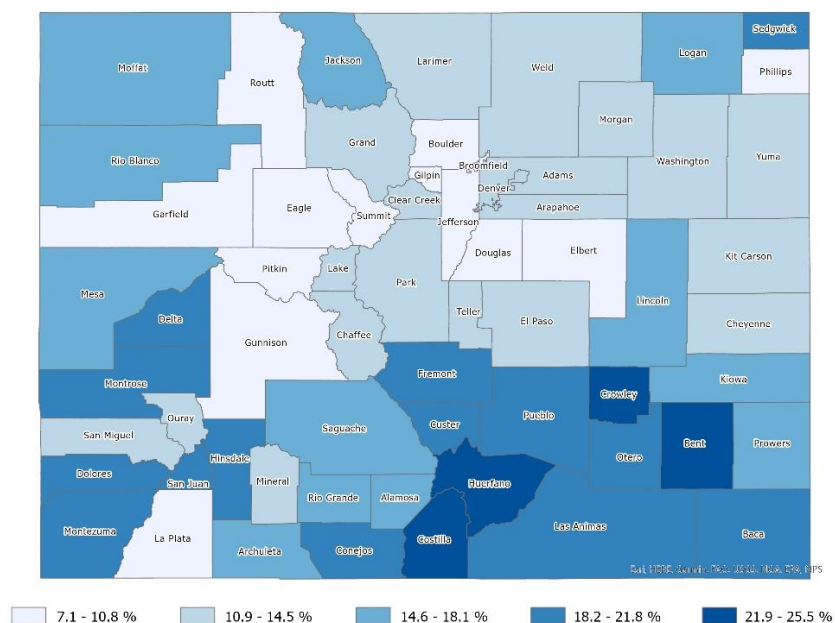 Sedgwick
Moffat
Routt
Jackson
Larimer
Weld
Logan
Phillips
Morgan
Grand
Boulder
Rio Blanco
Washington
Yuma
Broomfield
Gilpin
Adams
Denver
Clear Creek
Garfield
Eagle
Summit
Arapahoe
Jefferson
Douglas
Elbert
Kit Carson
Pitkin
Lake
Park
Mesa
Lincoln
Teller
El Paso
Delta
Cheyenne
Chaffee
Gunnison
Fremont
Kiowa
Montrose
Crowley
Ouray
Pueblo
Custer
Saguache
San Miguel
Bent
Prowers
Otero
Hinsdale
Dolores
Mineral
San Juan
Huerfano
Rio Grande
Alamosa
Las Animas
Montezuma
La Plata
Baca
Costilla
Archuleta
Conejos
7.1 - 10.8 %
10.9 - 14.5 %
14.6 - 18.1 %
18.2 - 21.8 %
21.9 - 25.5 %